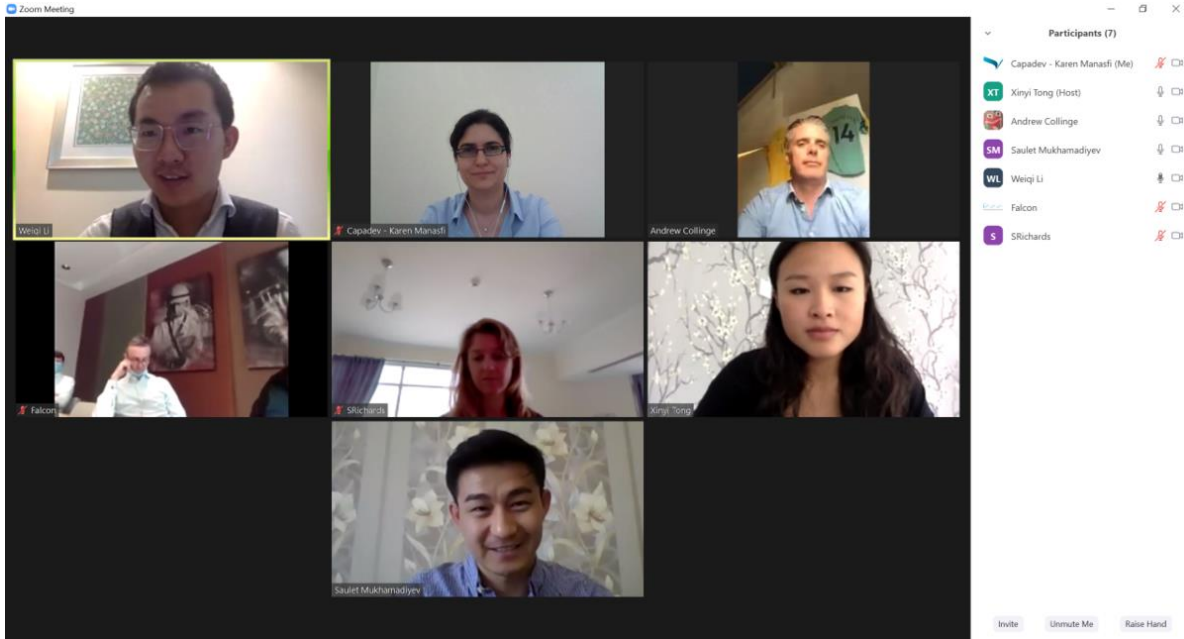 Zoom Meeting
Weiqi Li
Capadev - Karen Manasfi
Andrew Collinge
14
Falcon
SRichards
Xinyi Tong
Saulet Mukhamadiyev
Participants (7)
Capadev - Karen Manasfi (Me)
XT Xinyi Tong (Host)
Andrew Collinge
SM Saulet Mukhamadiyev
WL Weiqi Li
Falcon
S SRichards
Invite Unmute Me Raise Hand